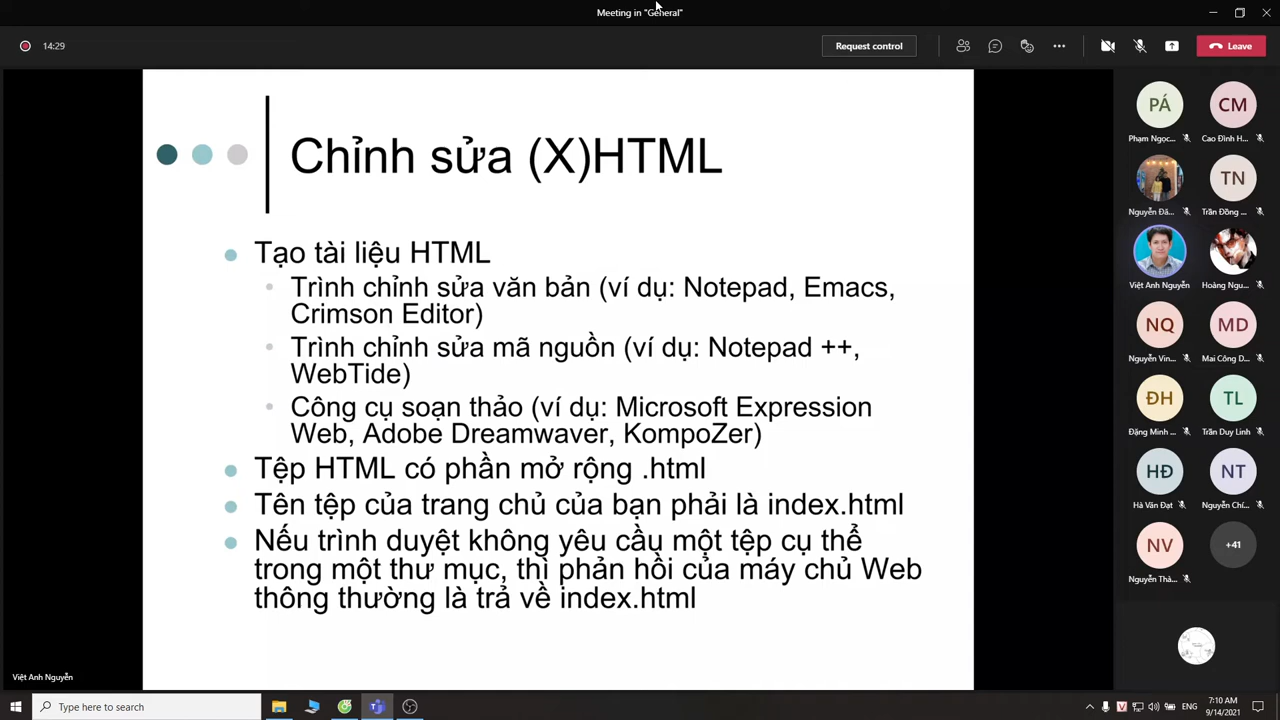 Meeting in "General"
14:29
Request control
Leave
Chỉnh sửa (X)HTML
Tạo tài liệu HTML
Trình chỉnh sửa văn bản (ví dụ: Notepad, Emacs,
Crimson Editor)
Trình chỉnh sửa mã nguồn (ví dụ: Notepad ++,
WebTide)
Công cụ soạn thảo (ví dụ: Microsoft Expression
Web, Adobe Dreamwaver, KompoZer)
Tệp HTML có phần mở rộng .html
Tên tệp của trang chủ của bạn phải là index.html
Nếu trình duyệt không yêu cầu một tệp cụ thể
trong một thư mục, thì phản hồi của máy chủ Web
thông thường là trả về index.html
Việt Anh Nguyễn
PÁ CM
Phạm Ngọc... Cao Đình H...
TN
Nguyễn Đă... Trần Đồng ...
Việt Anh Nguyễn Hoàng Ngu...
NQ MD
Nguyễn Vin... Mai Công D...
ĐH TL
Đặng Minh ... Trần Duy Linh
HĐ NT
Hà Văn Đạt Nguyễn Chí...
NV +41
Nguyễn Thà...
Type here to search
V
7:10 AM
9/14/2021